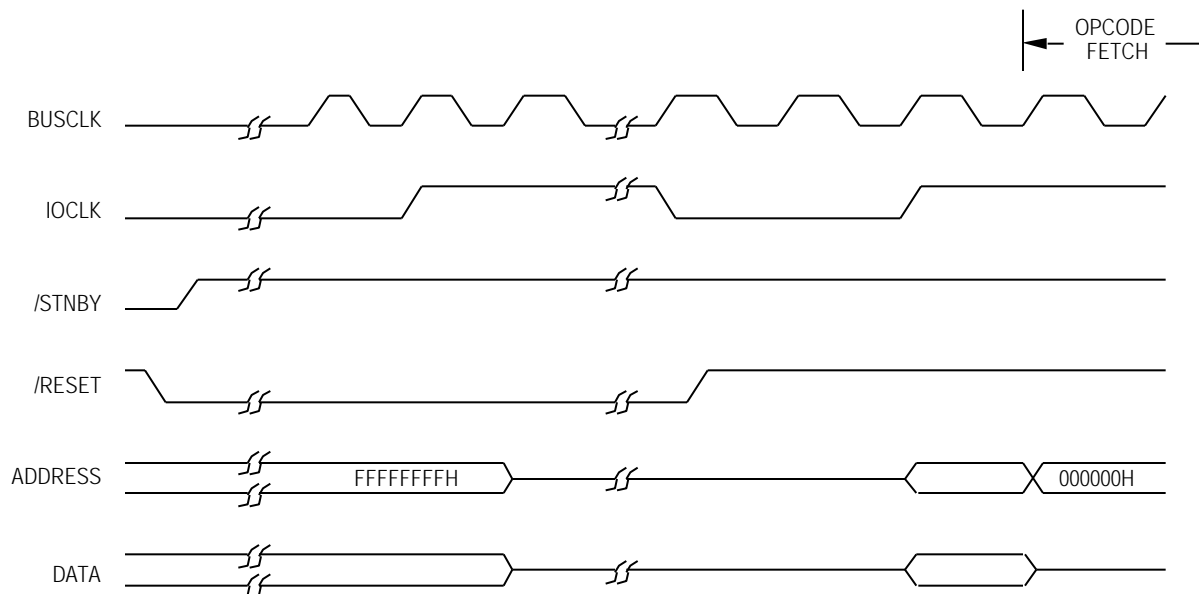 OPCODE
FETCH
BUSCLK
IOCLK
/STNBY
/RESET
ADDRESS
FFFFFFFFH
000000H
DATA